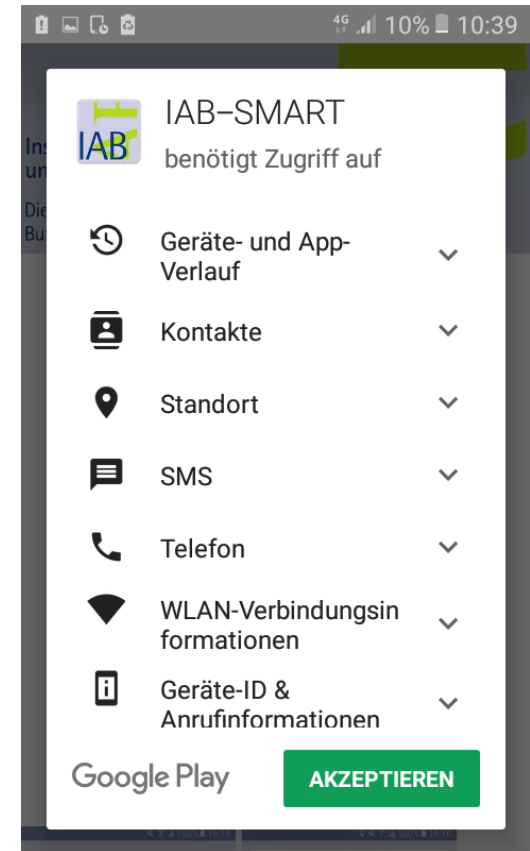 4G 10% 10:39
IAB
IAB–SMART
benötigt Zugriff auf
Geräte- und App-
Verlauf
Kontakte
Standort
SMS
Telefon
WLAN-Verbindungsin
formationen
Geräte-ID &
Anrufinformationen
Google Play
AKZEPTIEREN